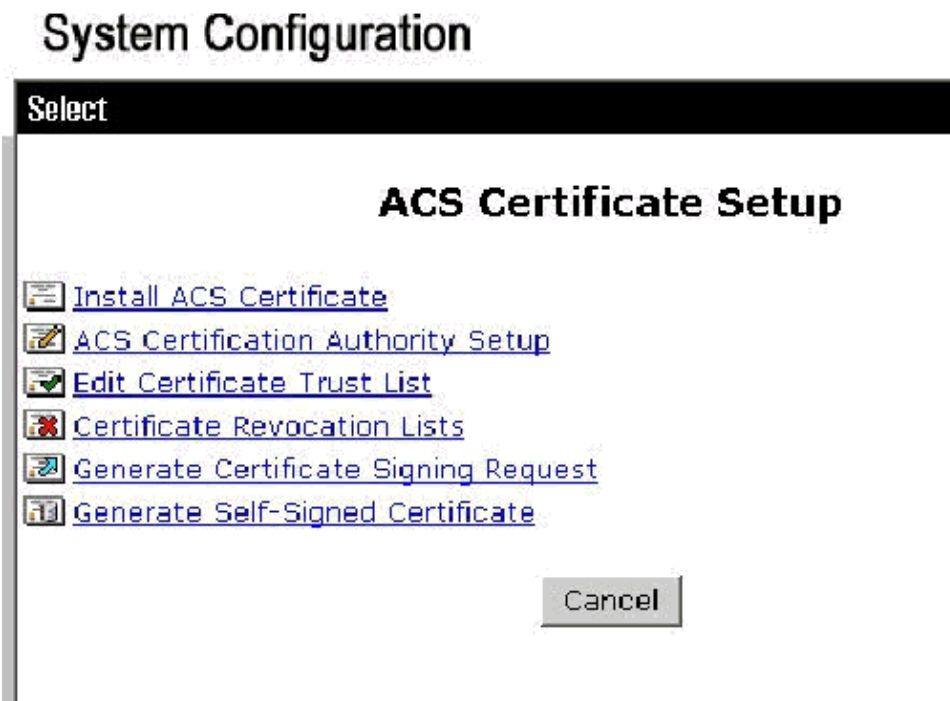 System Configuration
Select
ACS Certificate Setup
Install ACS Certificate
ACS Certification Authority Setup
Edit Certificate Trust List
Certificate Revocation Lists
Generate Certificate Signing Request
Generate Self-Signed Certificate
Cancel